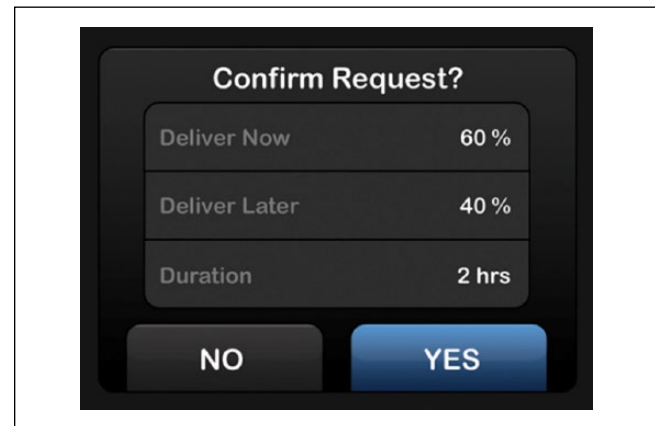 Confirm Request?
Deliver Now 60 %
Deliver Later 40 %
Duration 2 hrs
NO YES